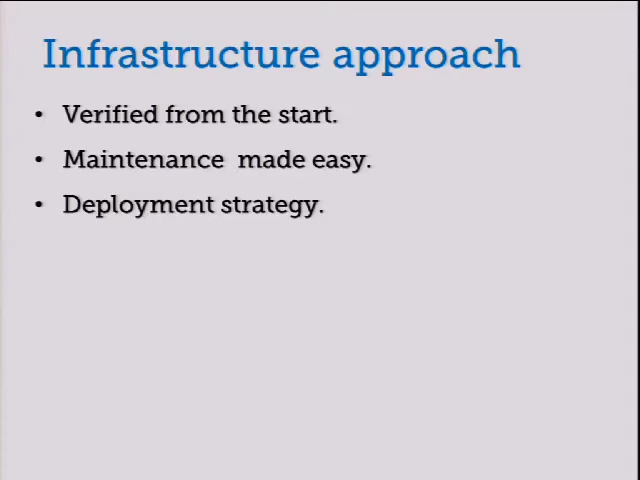 Infrastructure approach
• Verified from the start.
• Maintenance  made easy.
• Deployment strategy.